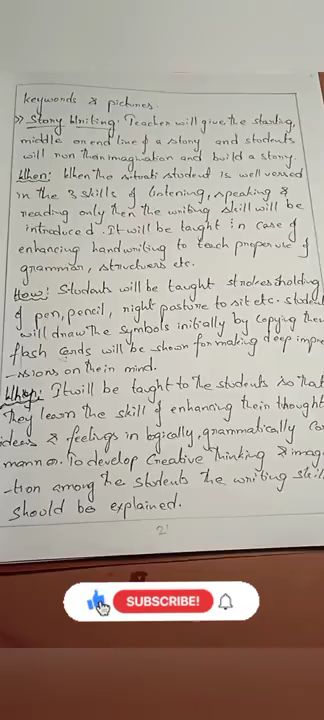 keywords & pictures.
» Story Writing: Teacher will give the starting,
middle or end line of a story and students
will run their imagination and build a story.
When: When the student is well versed
in the 3 skills of listening, speaking &
reading only then the writing skill will be
introduced. It will be taught in case of
enhancing handwriting to teach proper use of
grammar, structures etc.
How: Students will be taught strokes, holding
of pen, pencil, right posture to sit etc. student
will draw the symbols initially by copying them
flash cards will be shown for making deep impre
-ssions on their mind.
Why: It will be taught to the students so that
They learn the skill of enhancing their thought
ideas & feelings in logically, grammatically
manner. To develop Creative Thinking & imag-
-tion among the students the writing skill
should be explained.
2
SUBSCRIBE!